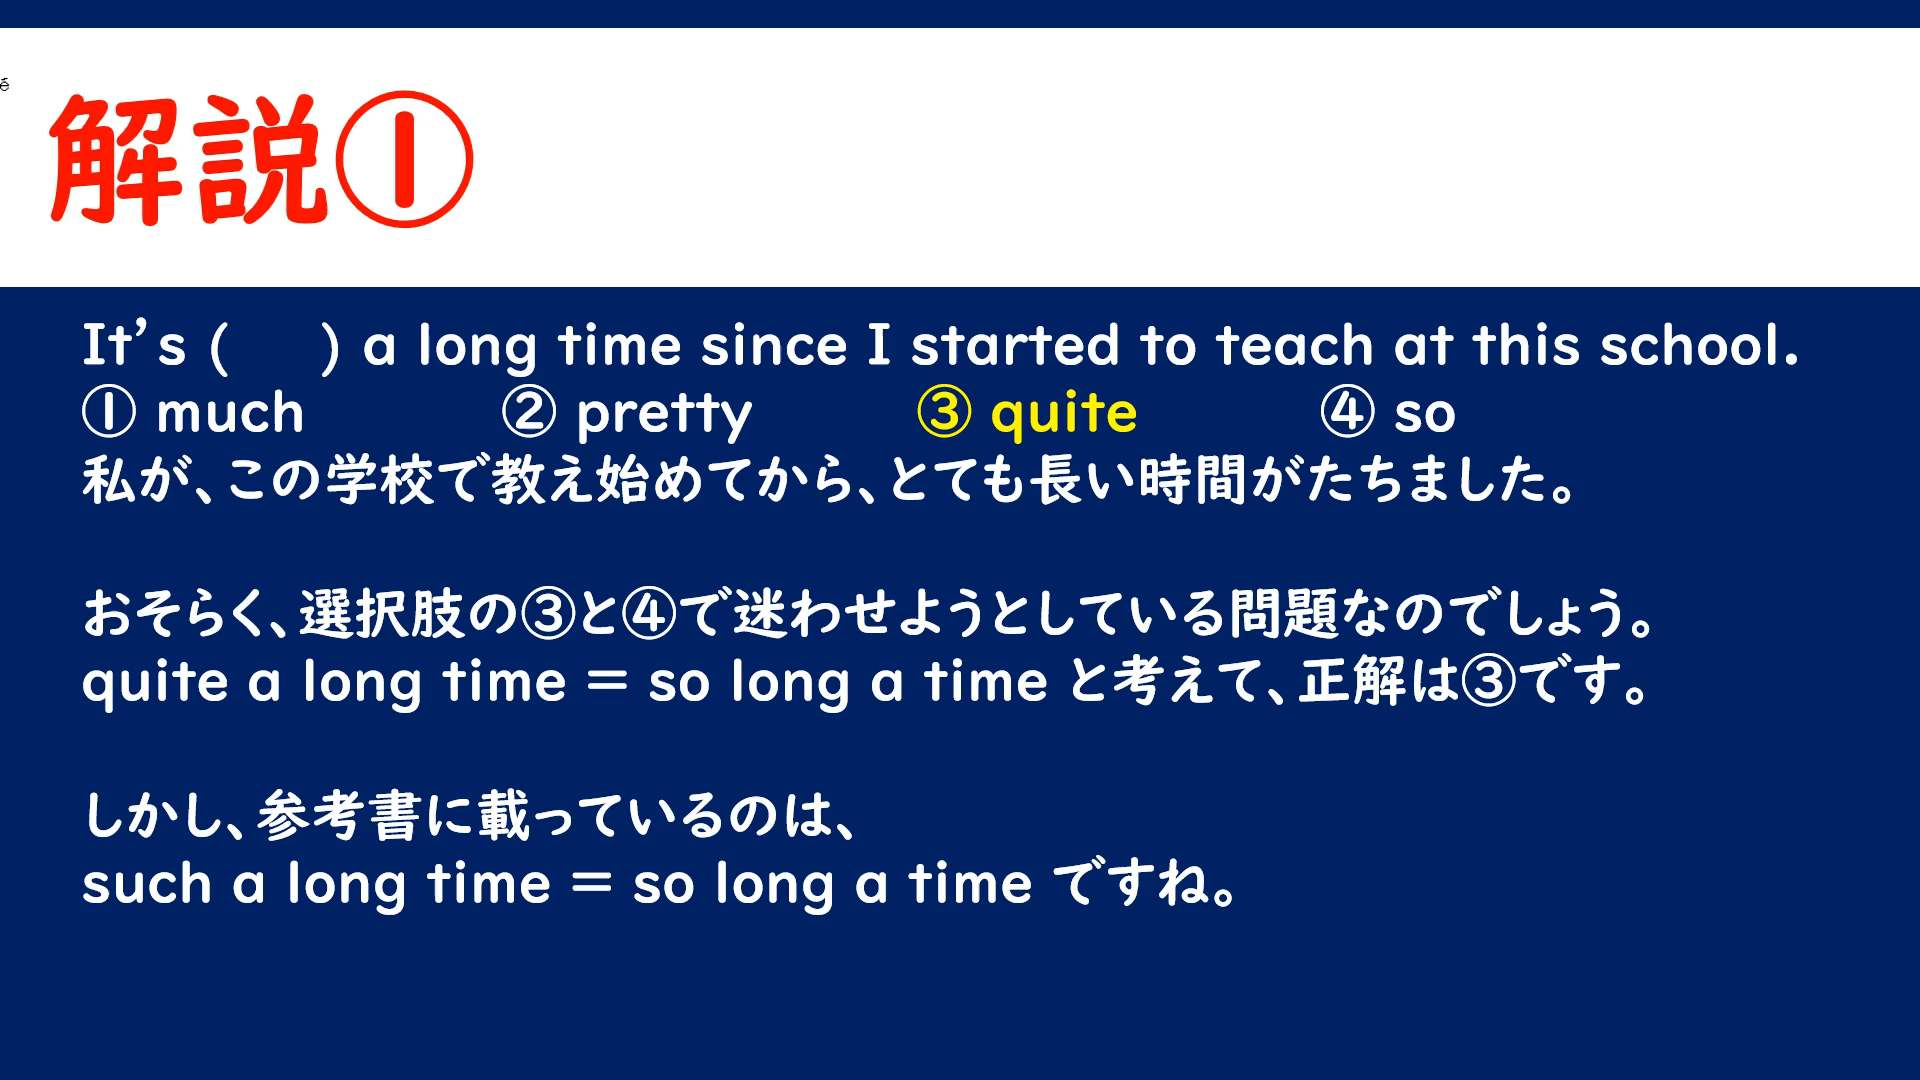 é
解説①
It’s (     ) a long time since I started to teach at this school.
① much ② pretty ③ quite ④ so
私が、この学校で教え始めてから、とても長い時間がたちました。
おそらく、選択肢の③と④で迷わせようとしている問題なのでしょう。
quite a long time = so long a time と考えて、正解は③です。
しかし、参考書に載っているのは、
such a long time = so long a time ですね。